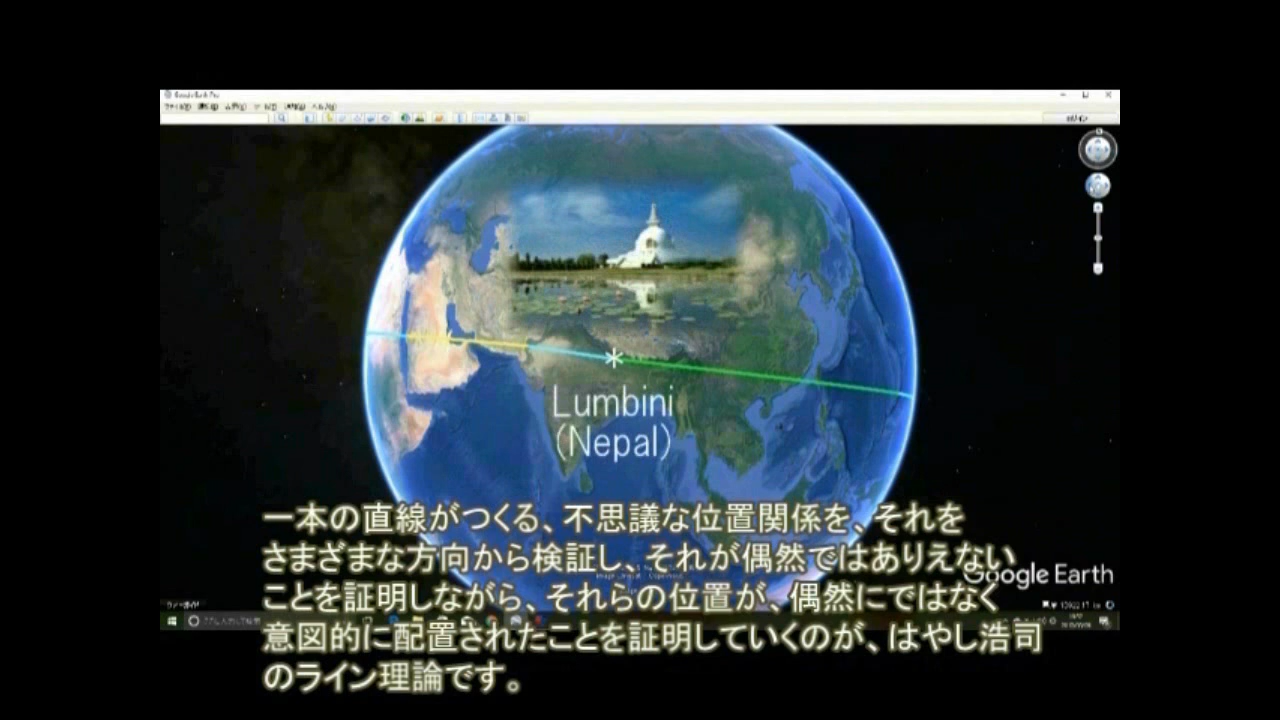 Google Earth Pro
Lumbini
(Nepal)
一本の直線がつくる、不思議な位置関係を、それを
さまざまな方向から検証し、それが偶然ではありえない
Google Earth
ことを証明しながら、それらの位置が、偶然にではなく
意図的に配置されたことを証明していくのが、はやし浩司
のライン理論です。